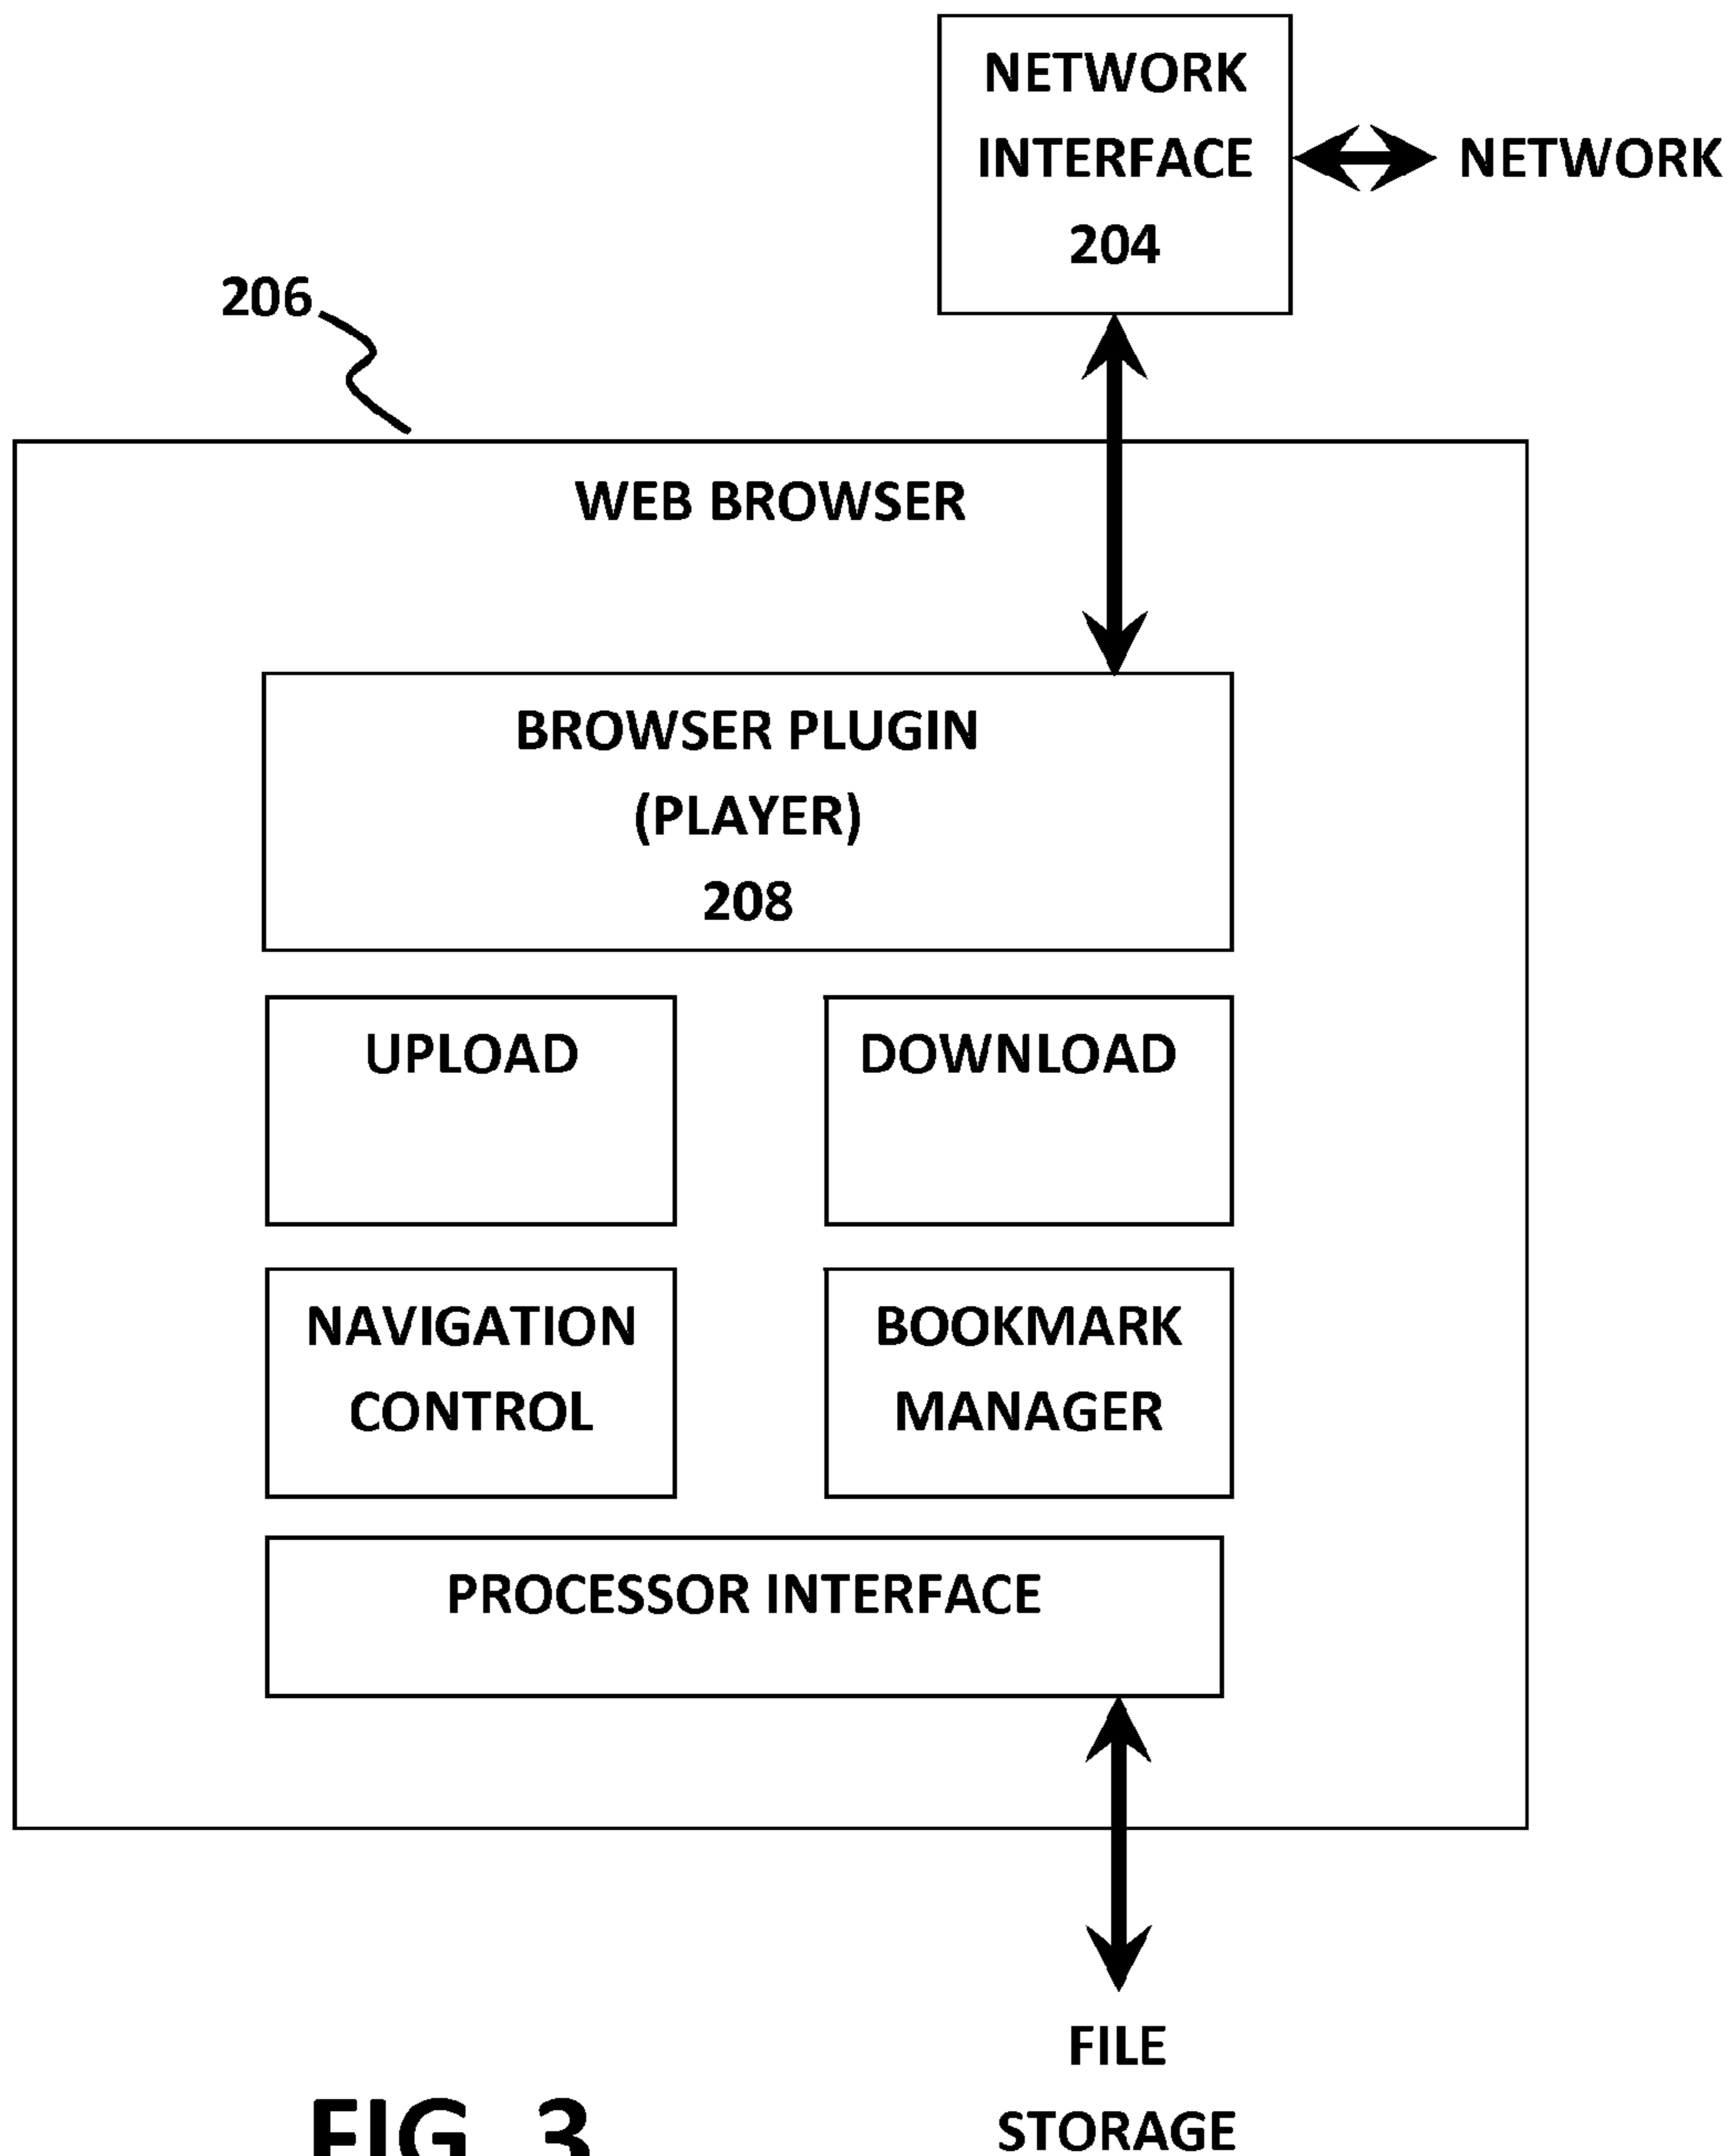 NETWORK
INTERFACE
204
NETWORK
206
WEB BROWSER
BROWSER PLUGIN
(PLAYER)
208
UPLOAD
DOWNLOAD
NAVIGATION
CONTROL
BOOKMARK
MANAGER
PROCESSOR INTERFACE
FILE
STORAGE
FIG. 3